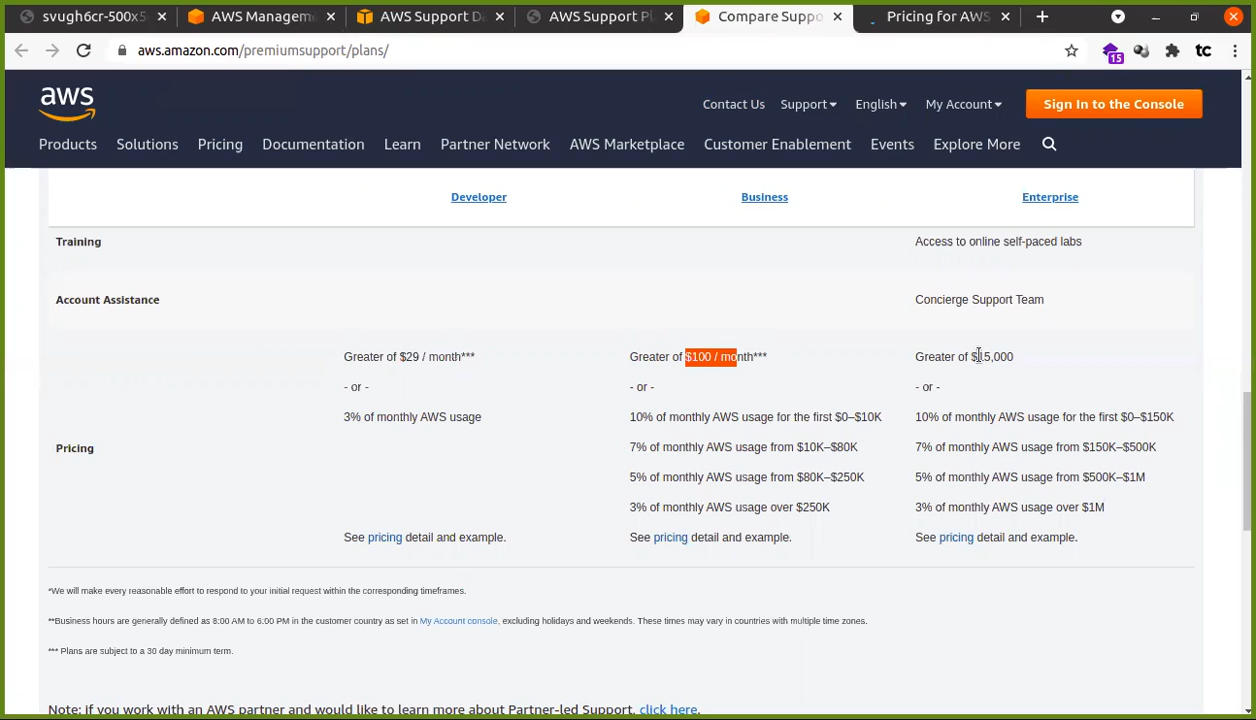 svugh6cr-500x5
AWS Managem
AWS Support De
AWS Support Pl
Compare Suppo
Pricing for AWS
aws.amazon.com/premiumsupport/plans/
15
tc
aws
Contact Us Support English My Account Sign In to the Console
Products Solutions Pricing Documentation Learn Partner Network AWS Marketplace Customer Enablement Events Explore More
Developer Business Enterprise
Training Access to online self-paced labs
Account Assistance Concierge Support Team
Greater of $29 / month*** Greater of $100 / month*** Greater of $15,000
- or - - or - - or -
3% of monthly AWS usage 10% of monthly AWS usage for the first $0–$10K 10% of monthly AWS usage for the first $0–$150K
Pricing 7% of monthly AWS usage from $10K–$80K 7% of monthly AWS usage from $150K–$500K
5% of monthly AWS usage from $80K–$250K 5% of monthly AWS usage from $500K–$1M
3% of monthly AWS usage over $250K 3% of monthly AWS usage over $1M
See pricing detail and example. See pricing detail and example. See pricing detail and example.
*We will make every reasonable effort to respond to your initial request within the corresponding timeframes.
**Business hours are generally defined as 8:00 AM to 6:00 PM in the customer country as set in My Account console, excluding holidays and weekends. These times may vary in countries with multiple time zones.
*** Plans are subject to a 30 day minimum term.
Note: if you work with an AWS partner and would like to learn more about Partner-led Support, click here.